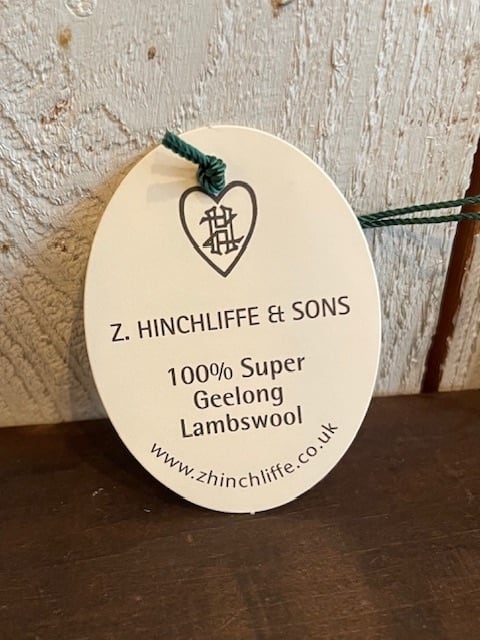 Z. HINCHLIFFE & SONS
100% Super
Geelong
Lambswool
www.zhinchliffe.co.uk